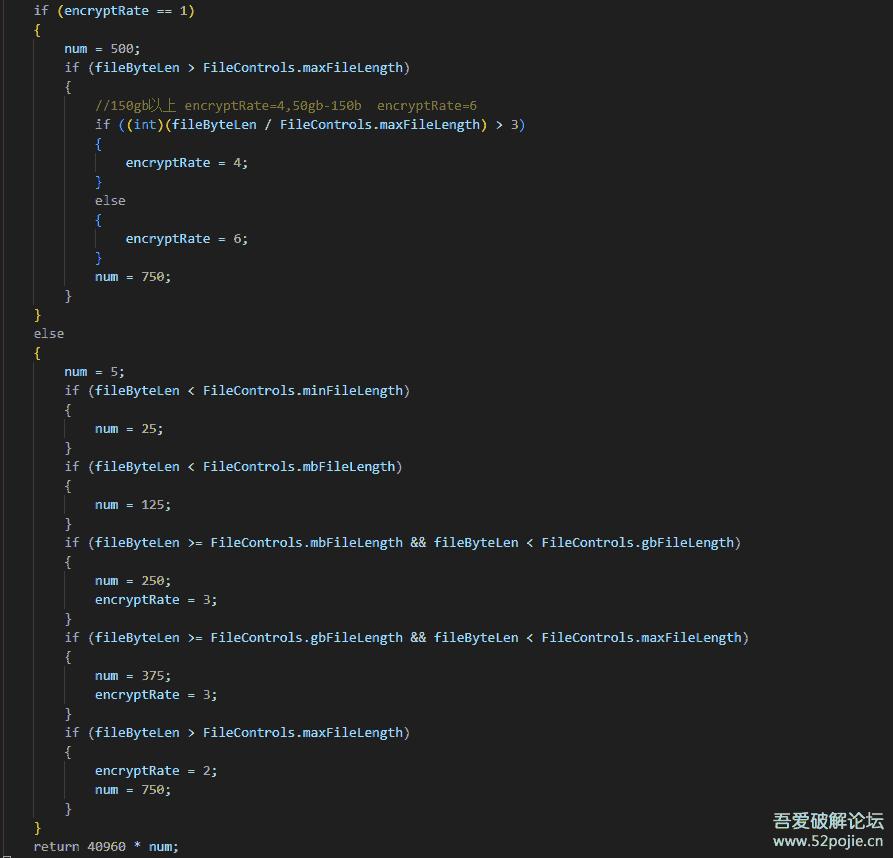 if (encryptRate == 1)
{
num = 500;
if (fileByteLen > FileControls.maxFileLength)
{
//150gb以上 encryptRate=4,50gb-150b  encryptRate=6
if ((int)(fileByteLen / FileControls.maxFileLength) > 3)
{
encryptRate = 4;
}
else
{
encryptRate = 6;
}
num = 750;
}
}
else
{
num = 5;
if (fileByteLen < FileControls.minFileLength)
{
num = 25;
}
if (fileByteLen < FileControls.mbFileLength)
{
num = 125;
}
if (fileByteLen >= FileControls.mbFileLength && fileByteLen < FileControls.gbFileLength)
{
num = 250;
encryptRate = 3;
}
if (fileByteLen >= FileControls.gbFileLength && fileByteLen < FileControls.maxFileLength)
{
num = 375;
encryptRate = 3;
}
if (fileByteLen > FileControls.maxFileLength)
{
encryptRate = 2;
num = 750;
}
}
return 40960 * num;
吾爱破解论坛
www.52pojie.cn